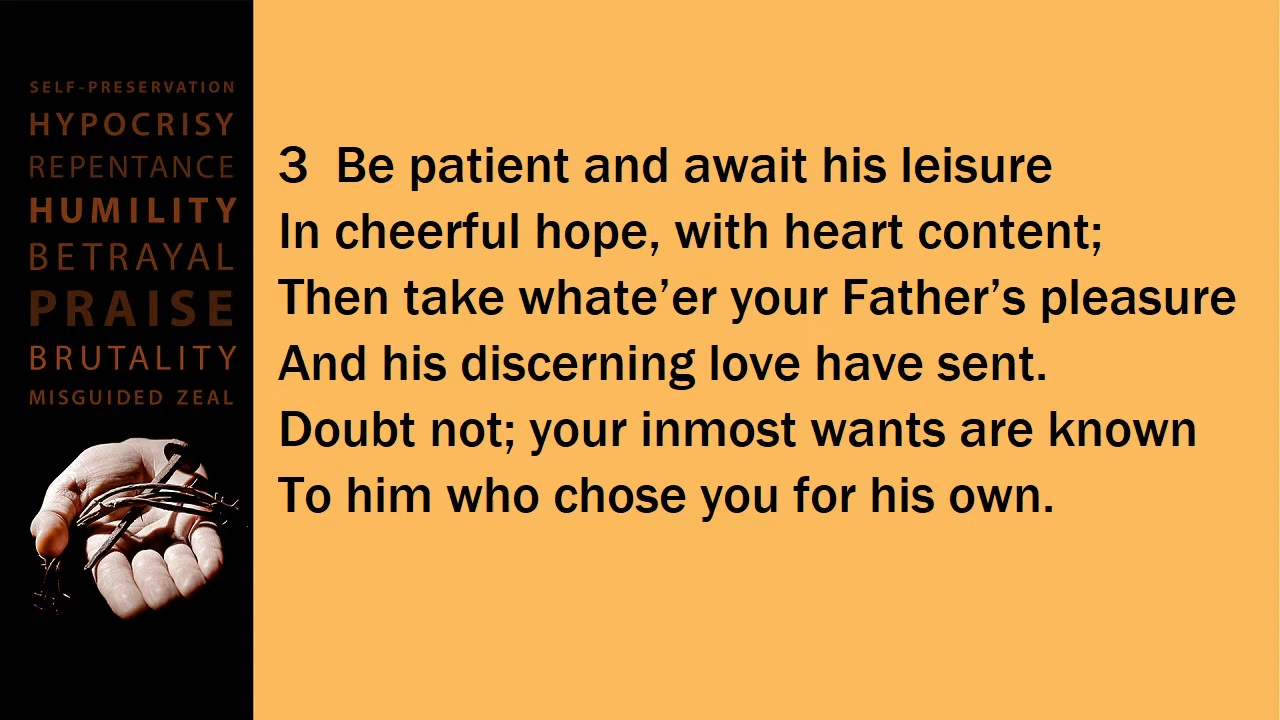 SELF-PRESERVATION
HYPOCRISY
REPENTANCE
HUMILITY
BETRAYAL
PRAISE
BRUTALITY
MISGUIDED ZEAL
3 Be patient and await his leisure
In cheerful hope, with heart content;
Then take whate’er your Father’s pleasure
And his discerning love have sent.
Doubt not; your inmost wants are known
To him who chose you for his own.